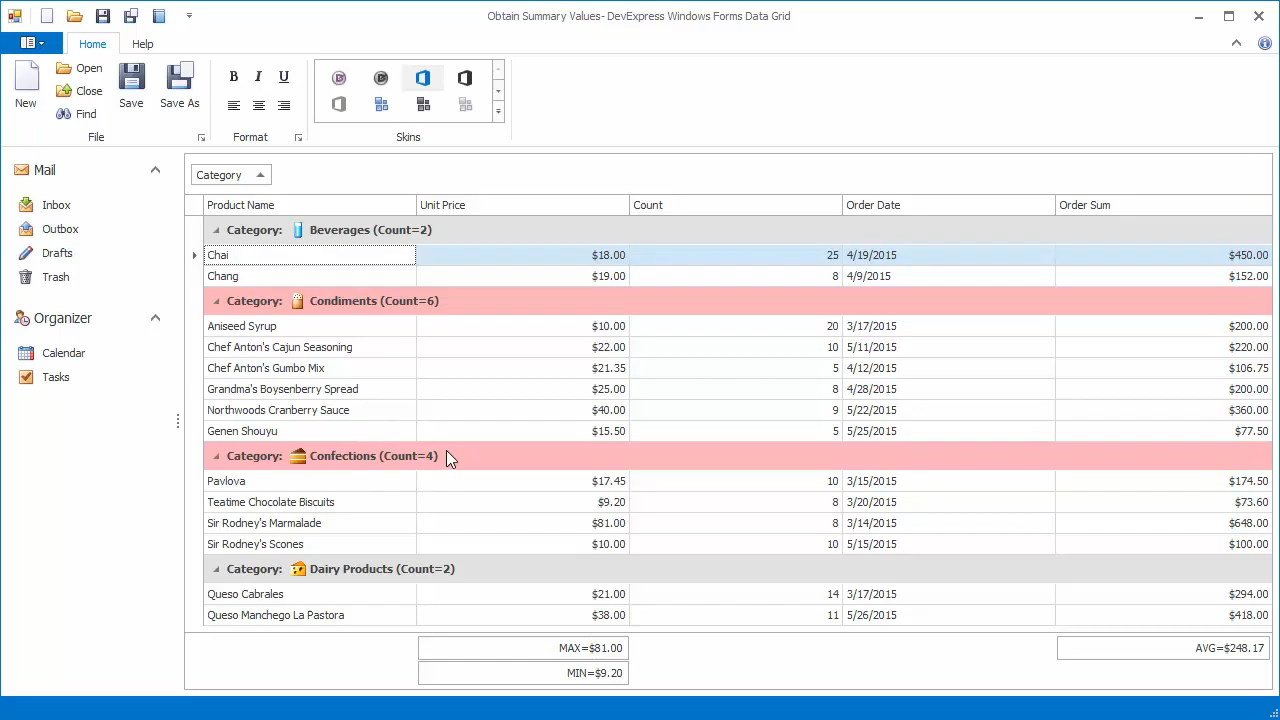 Obtain Summary Values- DevExpress Windows Forms Data Grid
Home Help
New
Open
Close
Find
Save
Save As
B I U
File
Format
Skins
Mail
Inbox
Outbox
Drafts
Trash
Organizer
Calendar
Tasks
Category
Product Name Unit Price Count Order Date Order Sum
Category: Beverages (Count=2)
Chai $18.00 25 4/19/2015 $450.00
Chang $19.00 8 4/9/2015 $152.00
Category: Condiments (Count=6)
Aniseed Syrup $10.00 20 3/17/2015 $200.00
Chef Anton's Cajun Seasoning $22.00 10 5/11/2015 $220.00
Chef Anton's Gumbo Mix $21.35 5 4/12/2015 $106.75
Grandma's Boysenberry Spread $25.00 8 4/28/2015 $200.00
Northwoods Cranberry Sauce $40.00 9 5/22/2015 $360.00
Genen Shouyu $15.50 5 5/25/2015 $77.50
Category: Confections (Count=4)
Pavlova $17.45 10 3/15/2015 $174.50
Teatime Chocolate Biscuits $9.20 8 3/20/2015 $73.60
Sir Rodney's Marmalade $81.00 8 3/14/2015 $648.00
Sir Rodney's Scones $10.00 10 5/15/2015 $100.00
Category: Dairy Products (Count=2)
Queso Cabrales $21.00 14 3/17/2015 $294.00
Queso Manchego La Pastora $38.00 11 5/26/2015 $418.00
MAX=$81.00 AVG=$248.17
MIN=$9.20